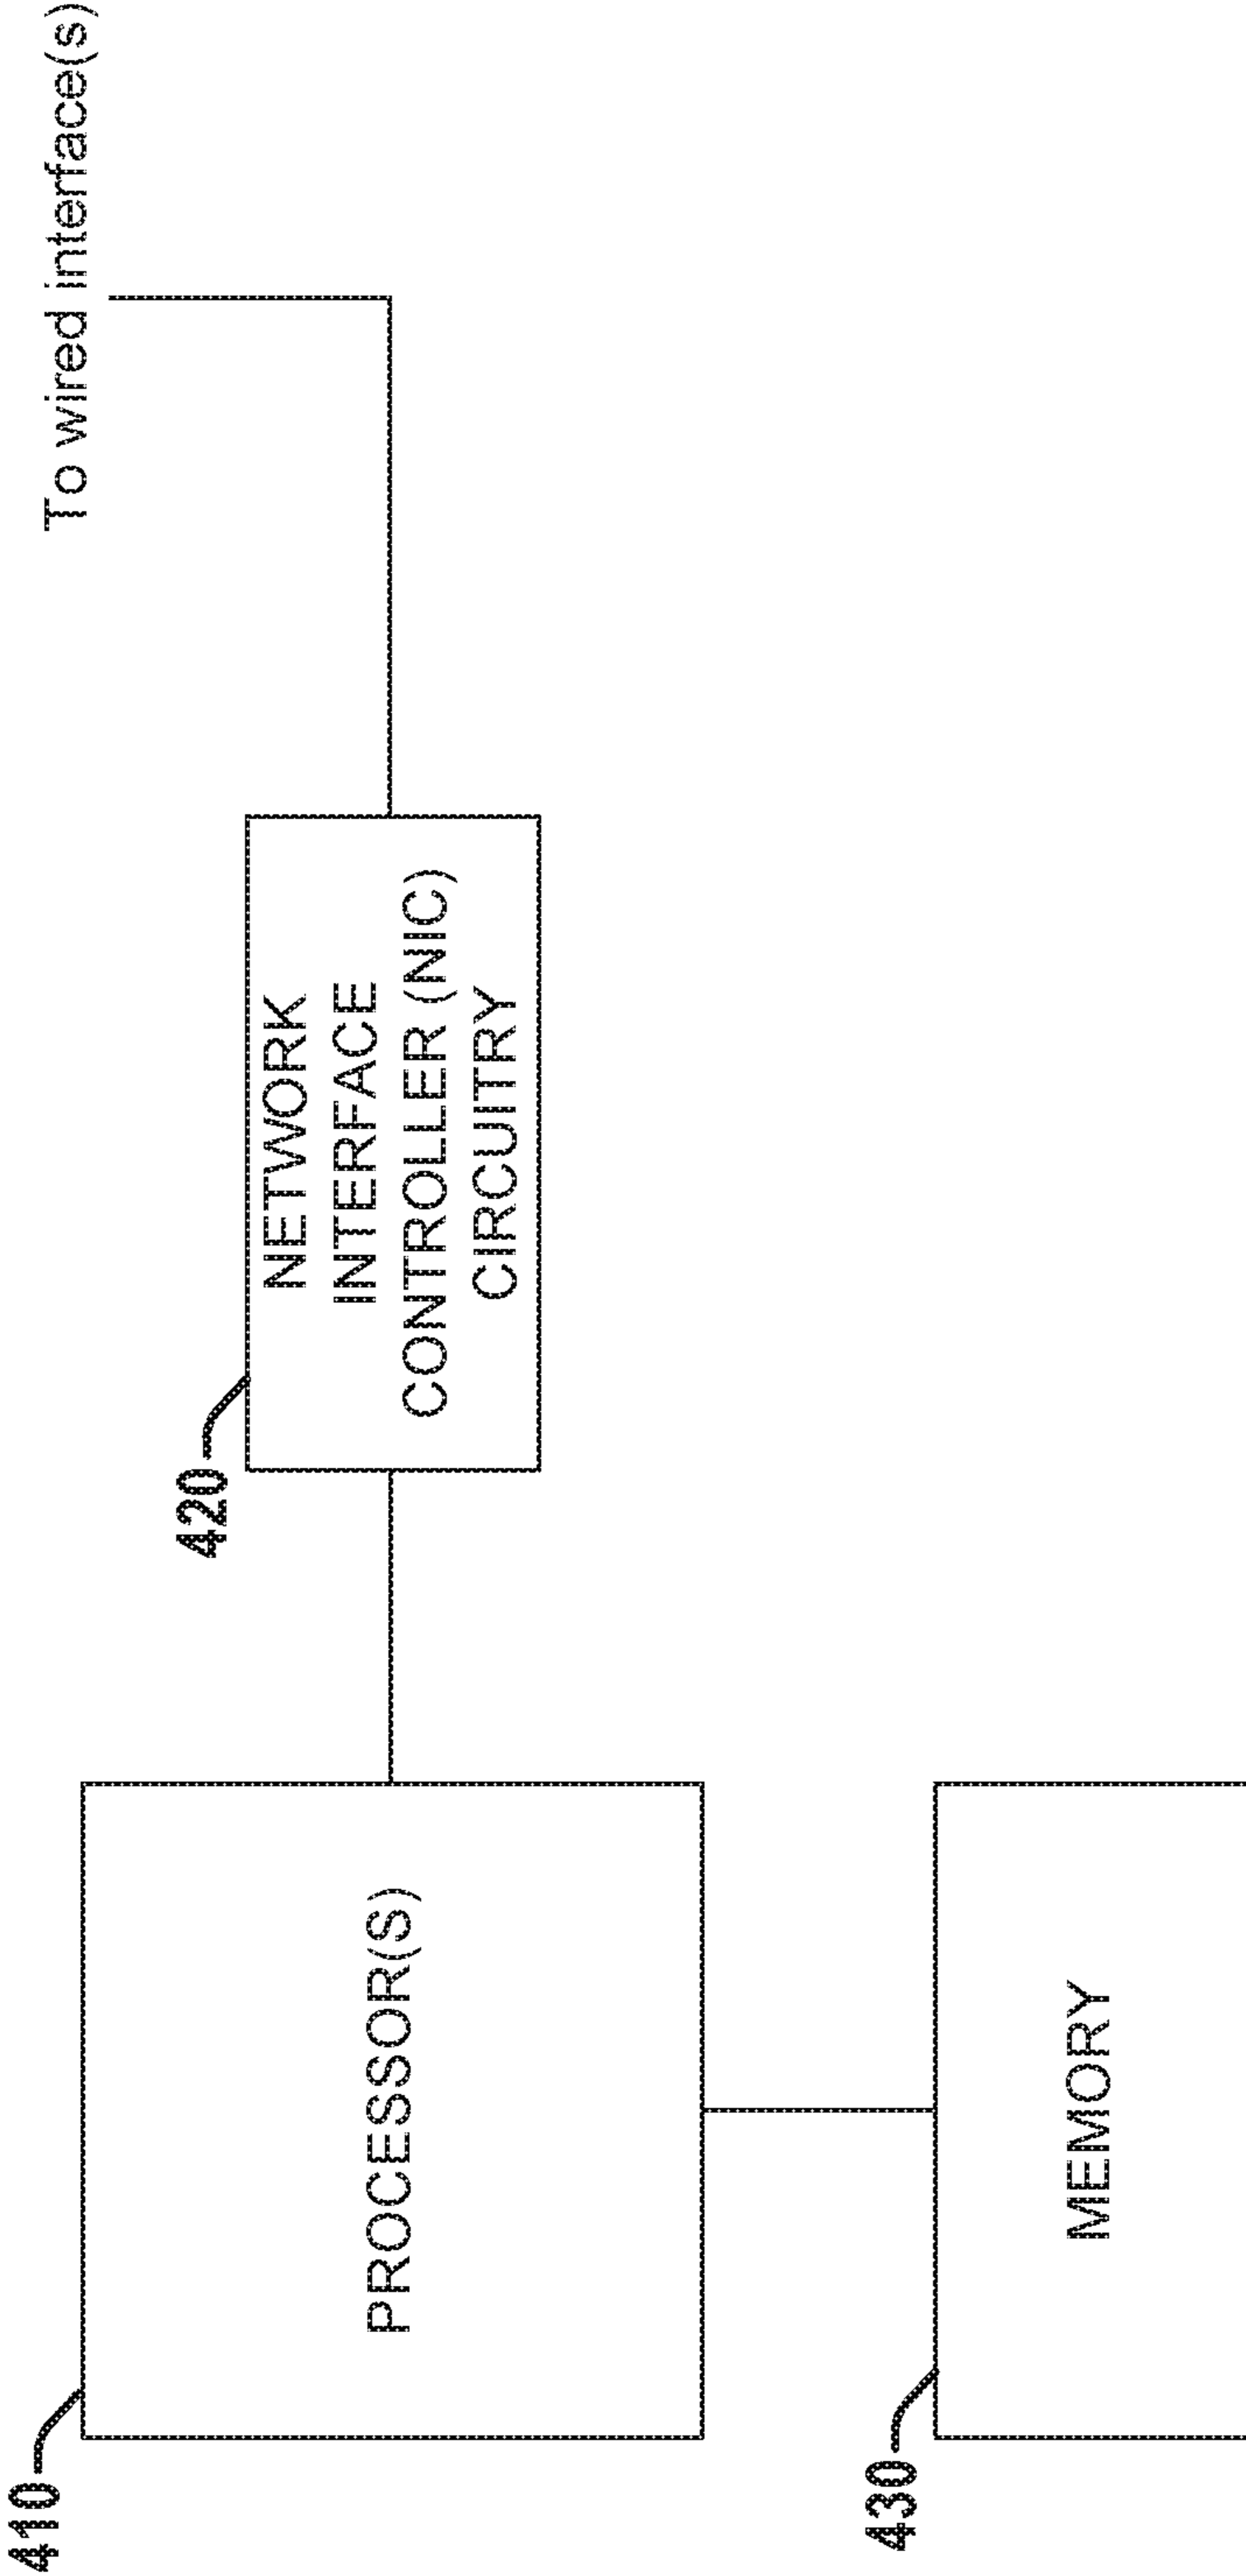 To wired interface(s)
410
420
PROCESSOR(S)
NETWORK
INTERFACE
CONTROLLER (NIC)
CIRCUITRY
430
MEMORY